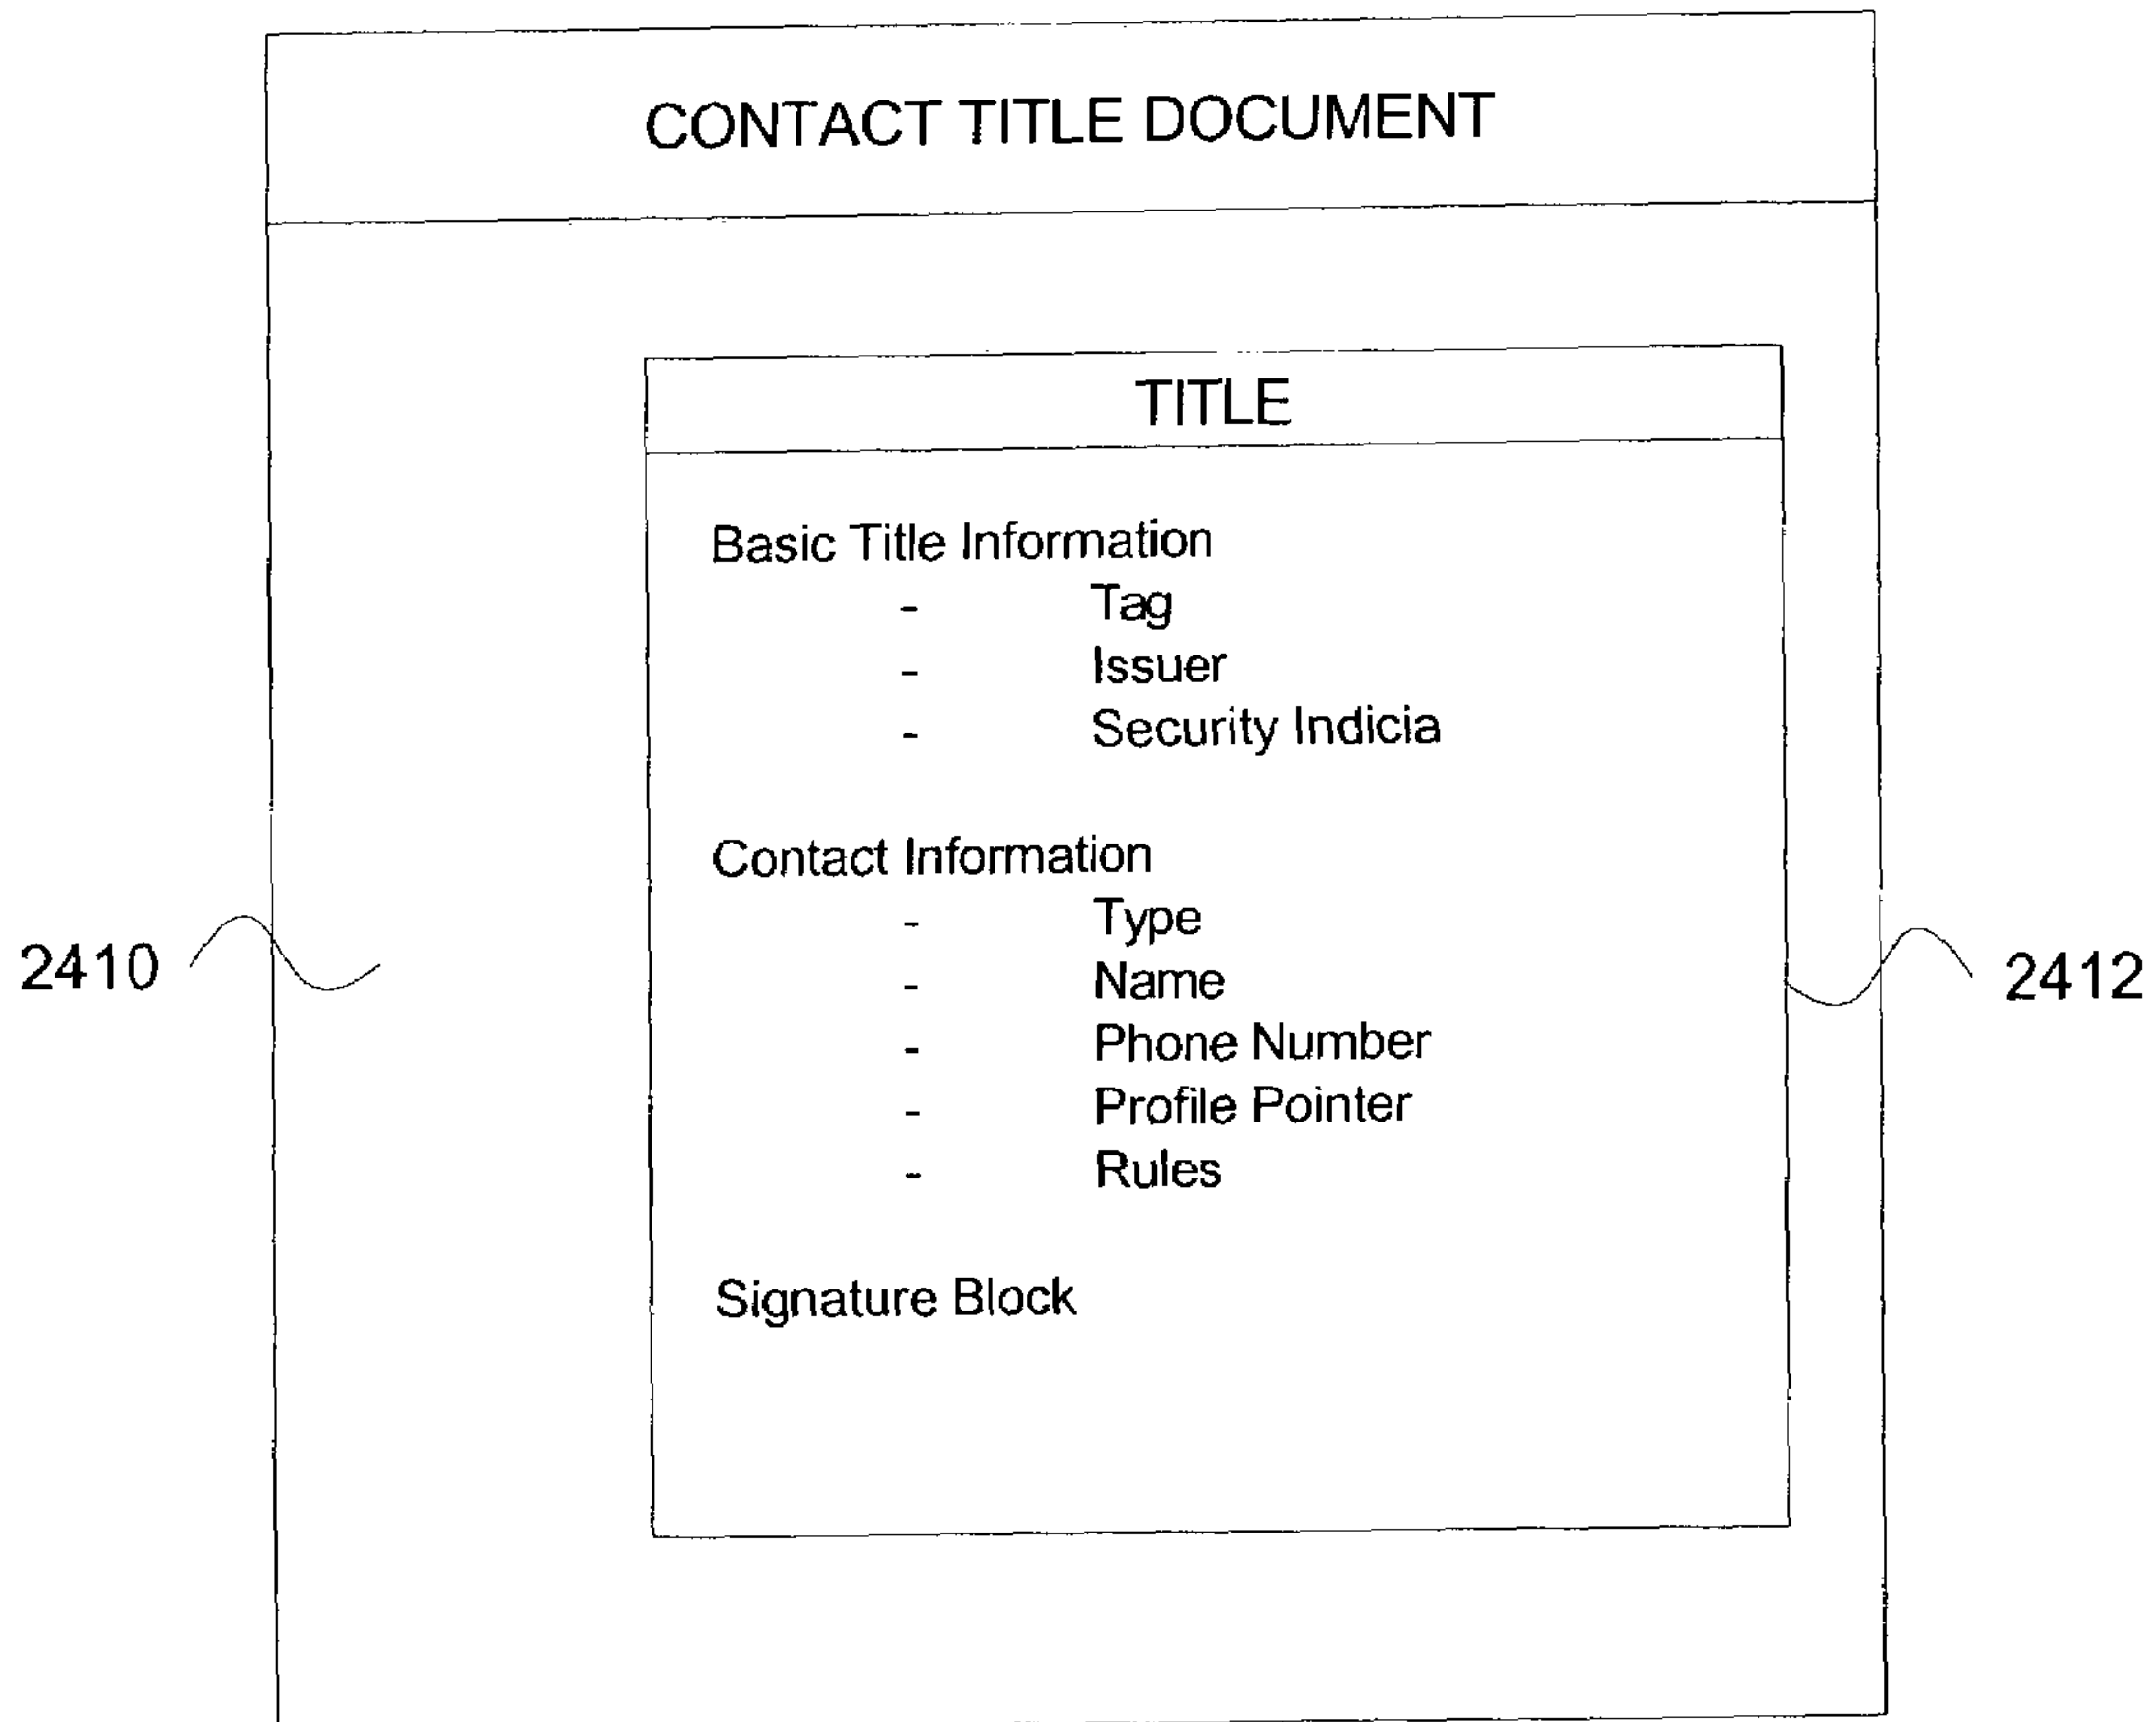 CONTACT TITLE DOCUMENT
TITLE
Basic Title Information
- Tag
- Issuer
- Security Indicia
Contact Information
- Type
- Name
- Phone Number
- Profile Pointer
- Rules
Signature Block
2410
2412